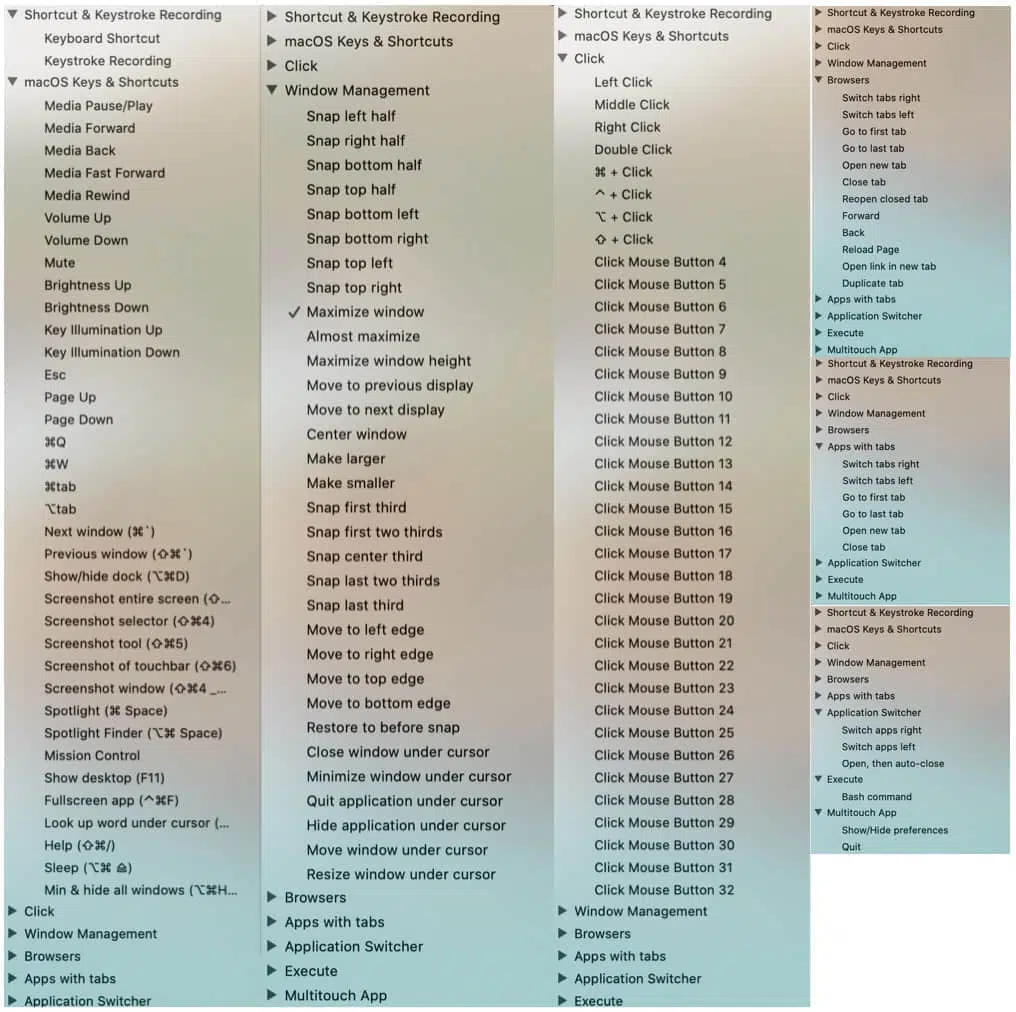 ▼ Shortcut & Keystroke Recording
Keyboard Shortcut
Keystroke Recording
▼ macOS Keys & Shortcuts
Media Pause/Play
Media Forward
Media Back
Media Fast Forward
Media Rewind
Volume Up
Volume Down
Mute
Brightness Up
Brightness Down
Key Illumination Up
Key Illumination Down
Esc
Page Up
Page Down
⌘Q
⌘W
⌘tab
⌥tab
Next window (⌘`)
Previous window (⇧⌘`)
Show/hide dock (⌥⌘D)
Screenshot entire screen (⇧...
Screenshot selector (⇧⌘4)
Screenshot tool (⇧⌘5)
Screenshot of touchbar (⇧⌘6)
Screenshot window (⇧⌘4 _...
Spotlight (⌘ Space)
Spotlight Finder (⌥⌘ Space)
Mission Control
Show desktop (F11)
Fullscreen app (^⌘F)
Look up word under cursor (...
Help (⇧⌘/)
Sleep (⌥⌘ ⏏)
Min & hide all windows (⌥⌘H...
▶ Click
▶ Window Management
▶ Browsers
▶ Apps with tabs
▶ Application Switcher
▶ Shortcut & Keystroke Recording
▶ macOS Keys & Shortcuts
▶ Click
▼ Window Management
Snap left half
Snap right half
Snap bottom half
Snap top half
Snap bottom left
Snap bottom right
Snap top left
Snap top right
✓ Maximize window
Almost maximize
Maximize window height
Move to previous display
Move to next display
Center window
Make larger
Make smaller
Snap first third
Snap first two thirds
Snap center third
Snap last two thirds
Snap last third
Move to left edge
Move to right edge
Move to top edge
Move to bottom edge
Restore to before snap
Close window under cursor
Minimize window under cursor
Quit application under cursor
Hide application under cursor
Move window under cursor
Resize window under cursor
▶ Browsers
▶ Apps with tabs
▶ Application Switcher
▶ Execute
▶ Multitouch App
▶ Shortcut & Keystroke Recording
▶ macOS Keys & Shortcuts
▼ Click
Left Click
Middle Click
Right Click
Double Click
⌘ + Click
^ + Click
⌥ + Click
⇧ + Click
Click Mouse Button 4
Click Mouse Button 5
Click Mouse Button 6
Click Mouse Button 7
Click Mouse Button 8
Click Mouse Button 9
Click Mouse Button 10
Click Mouse Button 11
Click Mouse Button 12
Click Mouse Button 13
Click Mouse Button 14
Click Mouse Button 15
Click Mouse Button 16
Click Mouse Button 17
Click Mouse Button 18
Click Mouse Button 19
Click Mouse Button 20
Click Mouse Button 21
Click Mouse Button 22
Click Mouse Button 23
Click Mouse Button 24
Click Mouse Button 25
Click Mouse Button 26
Click Mouse Button 27
Click Mouse Button 28
Click Mouse Button 29
Click Mouse Button 30
Click Mouse Button 31
Click Mouse Button 32
▶ Window Management
▶ Browsers
▶ Apps with tabs
▶ Application Switcher
▶ Execute
▶ Shortcut & Keystroke Recording
▶ macOS Keys & Shortcuts
▶ Click
▶ Window Management
▼ Browsers
Switch tabs right
Switch tabs left
Go to first tab
Go to last tab
Open new tab
Close tab
Reopen closed tab
Forward
Back
Reload Page
Open link in new tab
Duplicate tab
▶ Apps with tabs
▶ Application Switcher
▶ Execute
▶ Multitouch App
▶ Shortcut & Keystroke Recording
▶ macOS Keys & Shortcuts
▶ Click
▶ Window Management
▶ Browsers
▼ Apps with tabs
Switch tabs right
Switch tabs left
Go to first tab
Go to last tab
Open new tab
Close tab
▶ Application Switcher
▶ Execute
▶ Multitouch App
▶ Shortcut & Keystroke Recording
▶ macOS Keys & Shortcuts
▶ Click
▶ Window Management
▶ Browsers
▶ Apps with tabs
▼ Application Switcher
Switch apps right
Switch apps left
Open, then auto-close
▼ Execute
Bash command
▼ Multitouch App
Show/Hide preferences
Quit